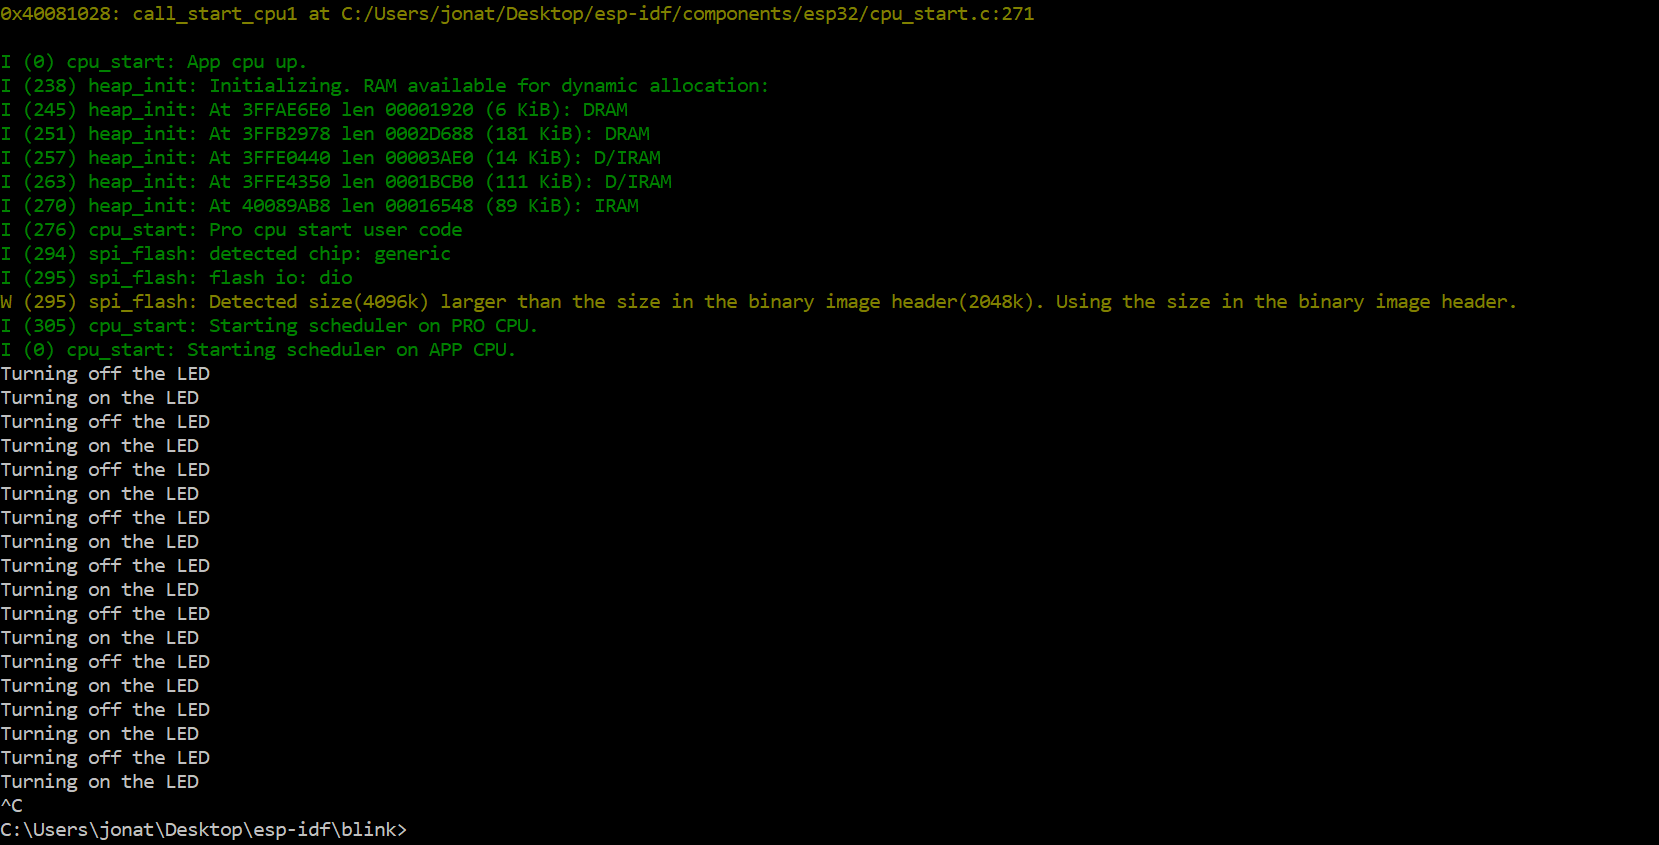 0x40081028: call_start_cpu1 at C:/Users/jonat/Desktop/esp-idf/components/esp32/cpu_start.c:271
I (0) cpu_start: App cpu up.
I (238) heap_init: Initializing. RAM available for dynamic allocation:
I (245) heap_init: At 3FFAE6E0 len 00001920 (6 KiB): DRAM
I (251) heap_init: At 3FFB2978 len 0002D688 (181 KiB): DRAM
I (257) heap_init: At 3FFE0440 len 00003AE0 (14 KiB): D/IRAM
I (263) heap_init: At 3FFE4350 len 0001BCB0 (111 KiB): D/IRAM
I (270) heap_init: At 40089AB8 len 00016548 (89 KiB): IRAM
I (276) cpu_start: Pro cpu start user code
I (294) spi_flash: detected chip: generic
I (295) spi_flash: flash io: dio
W (295) spi_flash: Detected size(4096k) larger than the size in the binary image header(2048k). Using the size in the binary image header.
I (305) cpu_start: Starting scheduler on PRO CPU.
I (0) cpu_start: Starting scheduler on APP CPU.
Turning off the LED
Turning on the LED
Turning off the LED
Turning on the LED
Turning off the LED
Turning on the LED
Turning off the LED
Turning on the LED
Turning off the LED
Turning on the LED
Turning off the LED
Turning on the LED
Turning off the LED
Turning on the LED
Turning off the LED
Turning on the LED
Turning off the LED
Turning on the LED
^C
C:\Users\jonat\Desktop\esp-idf\blink>